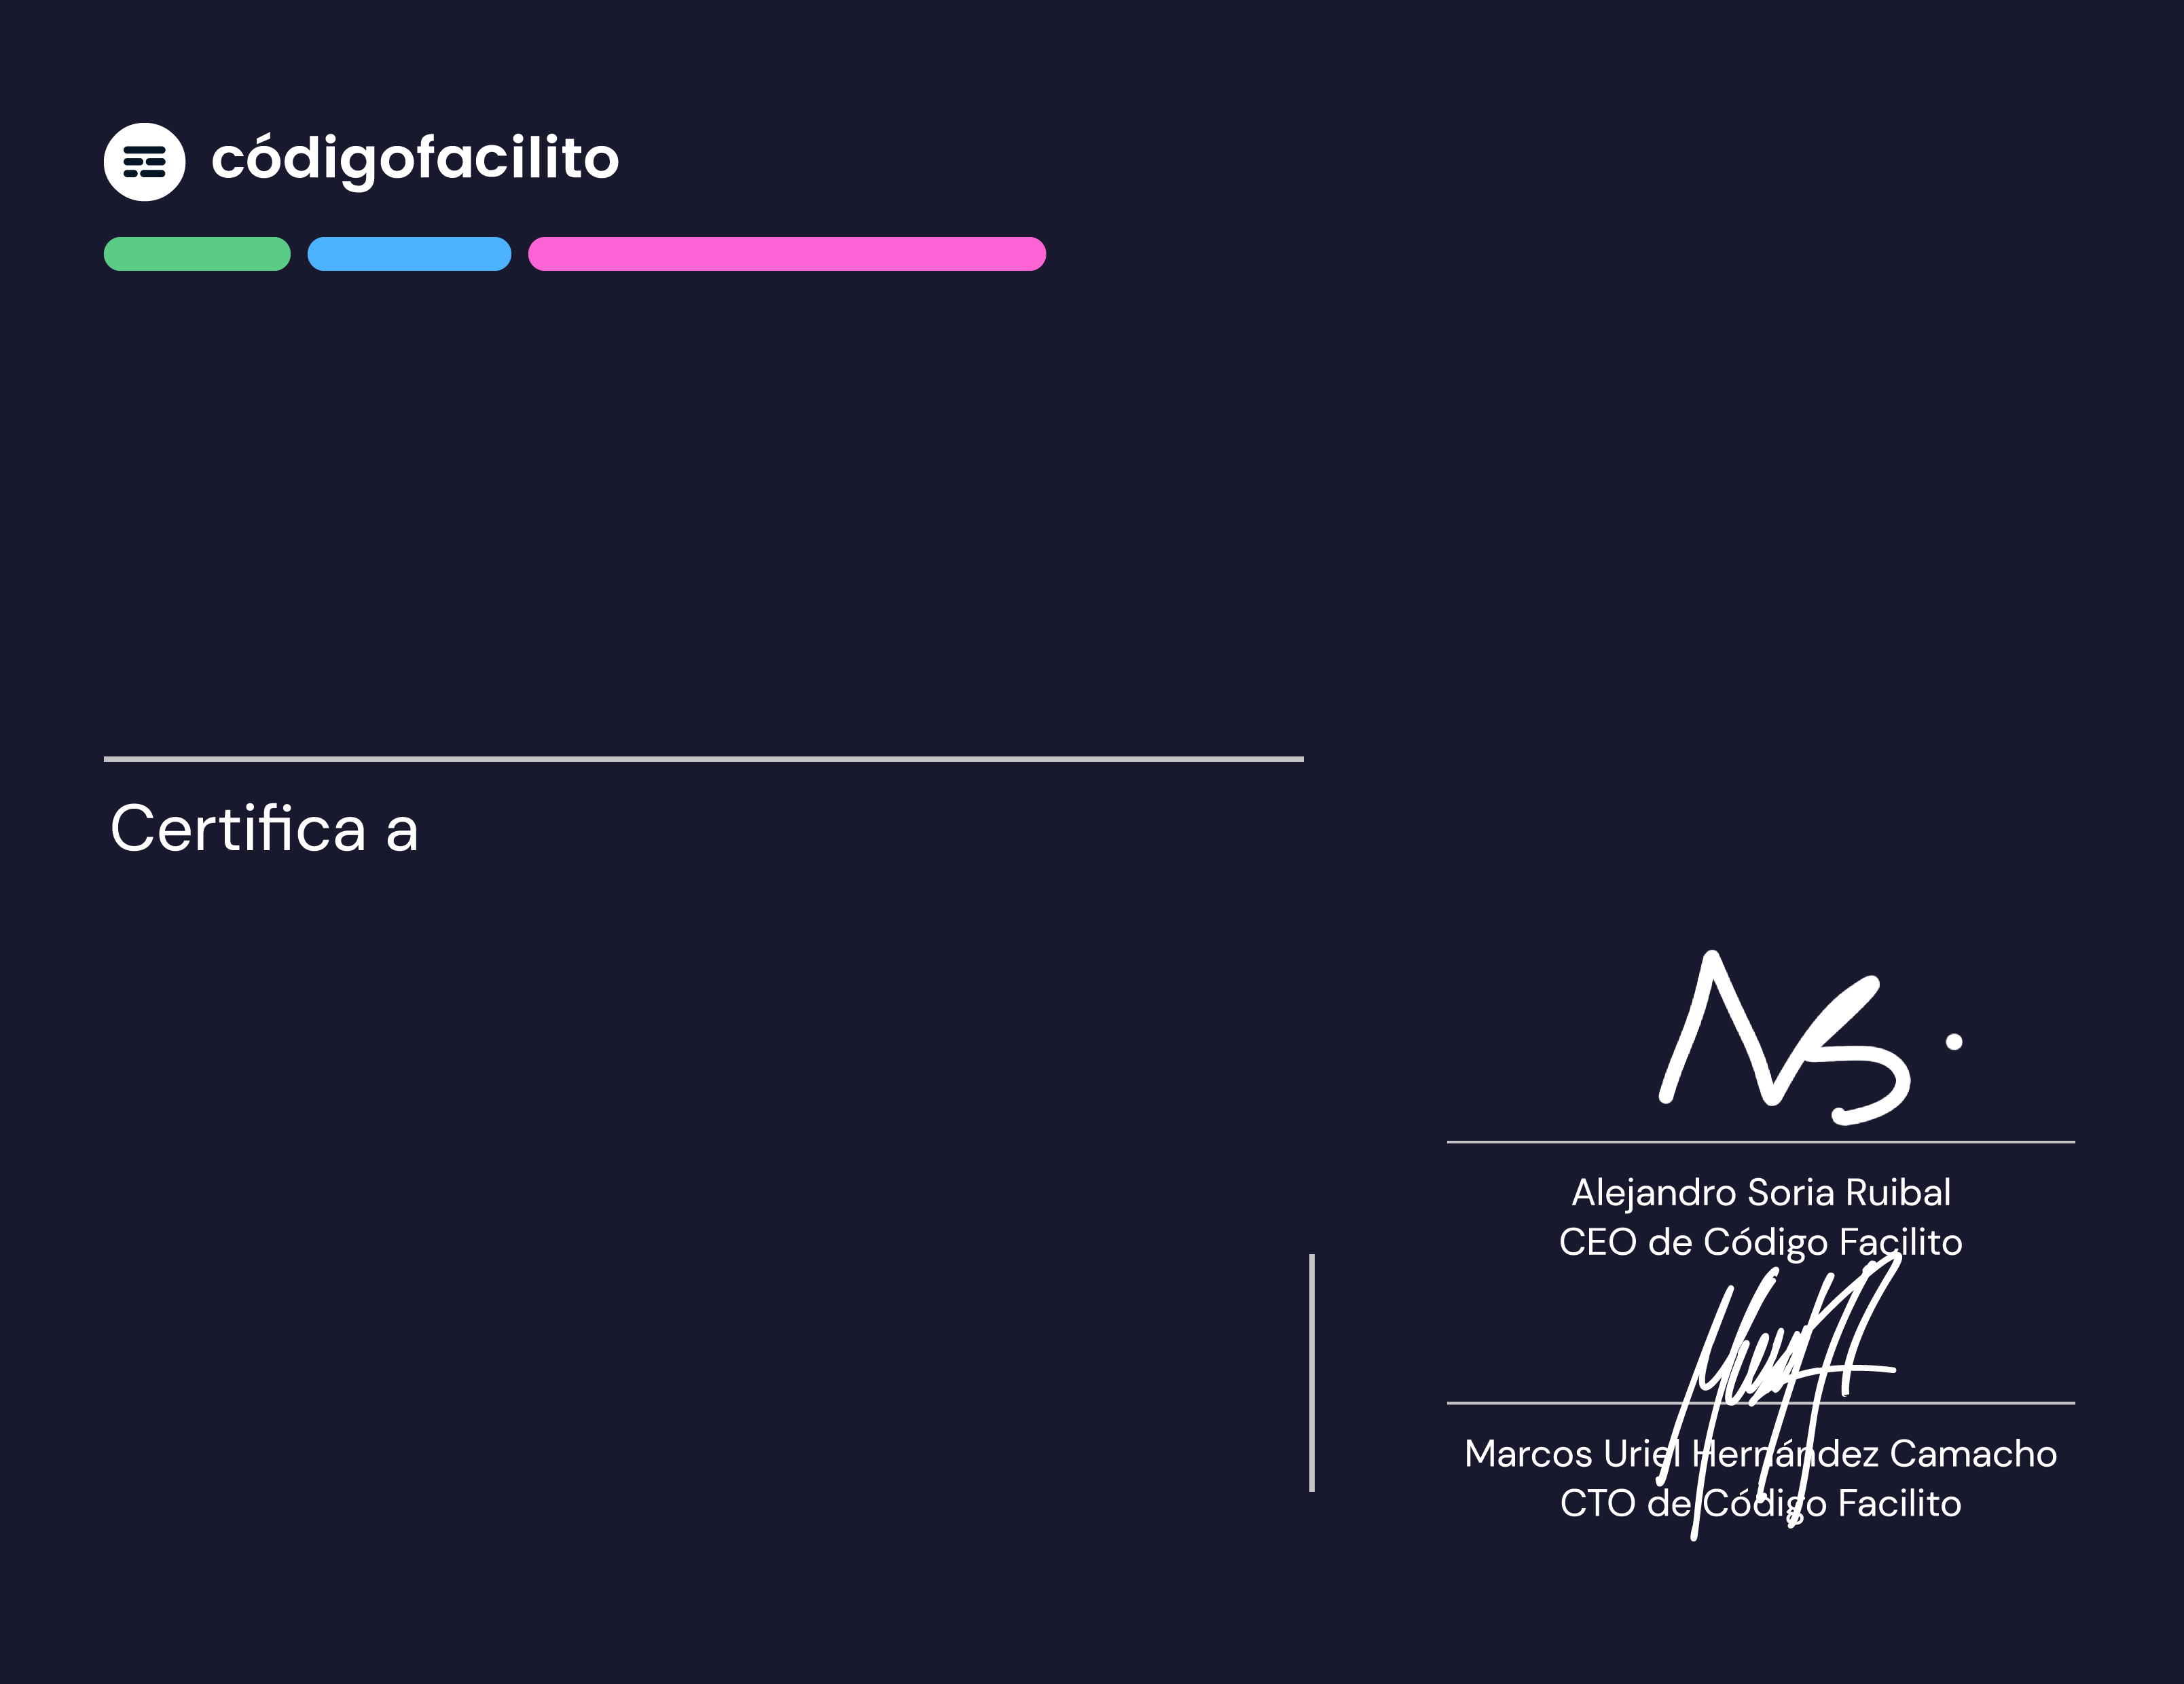 códigofacilito
Certifica a
Alejandro Soria Ruibal
CEO de Código Facilito
Marcos Uriel Hernández Camacho
CTO de Código Facilito